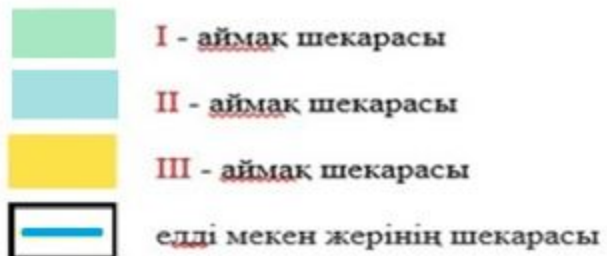 I - аймақ шекарасы
II - аймақ шекарасы
III - аймақ шекарасы
елді мекен жерінің шекарасы